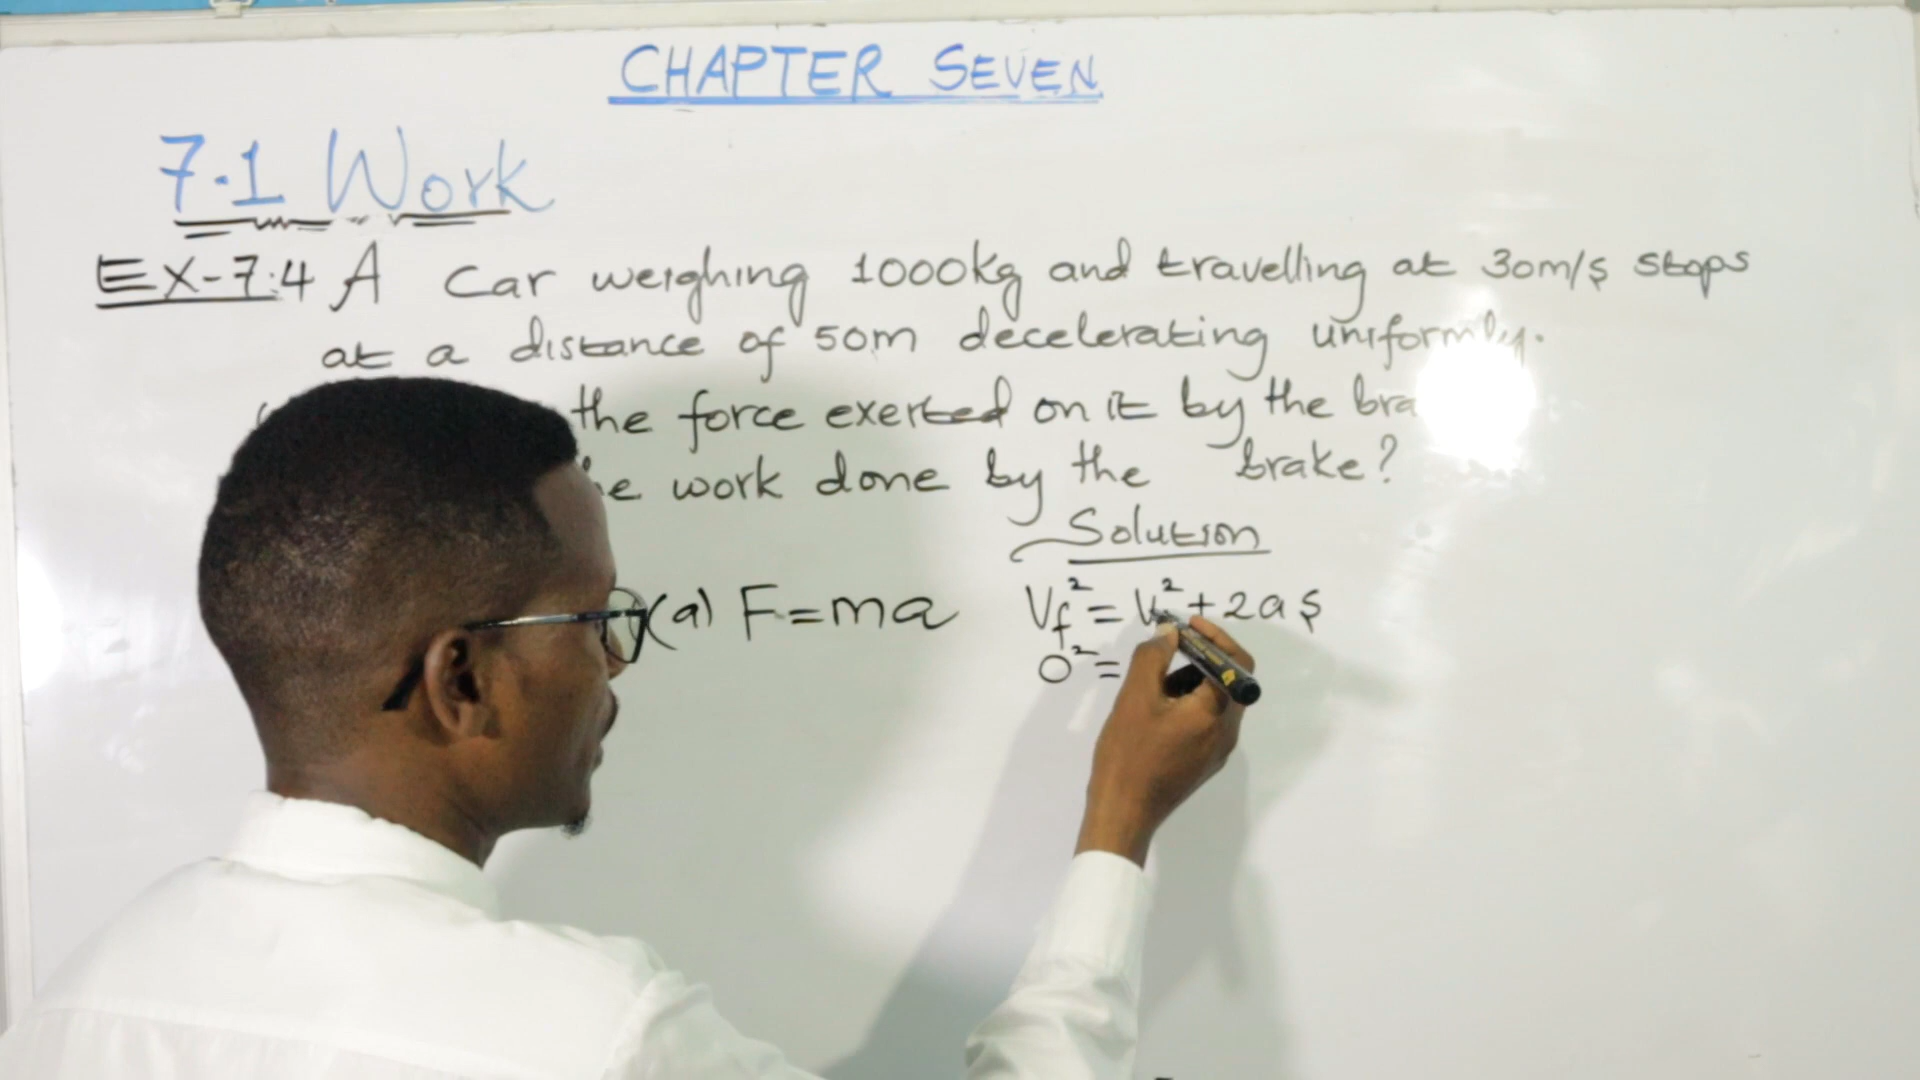 CHAPTER SEVEN
7.1 Work
EX-7.4 A Car weighing 1000kg and travelling at 30m/s stops
at a distance of 50m decelerating uniformly.
the force exerted on it by the
work done by the brake?
Solution
(a) F=ma
Vf²= V²+2as
0²=